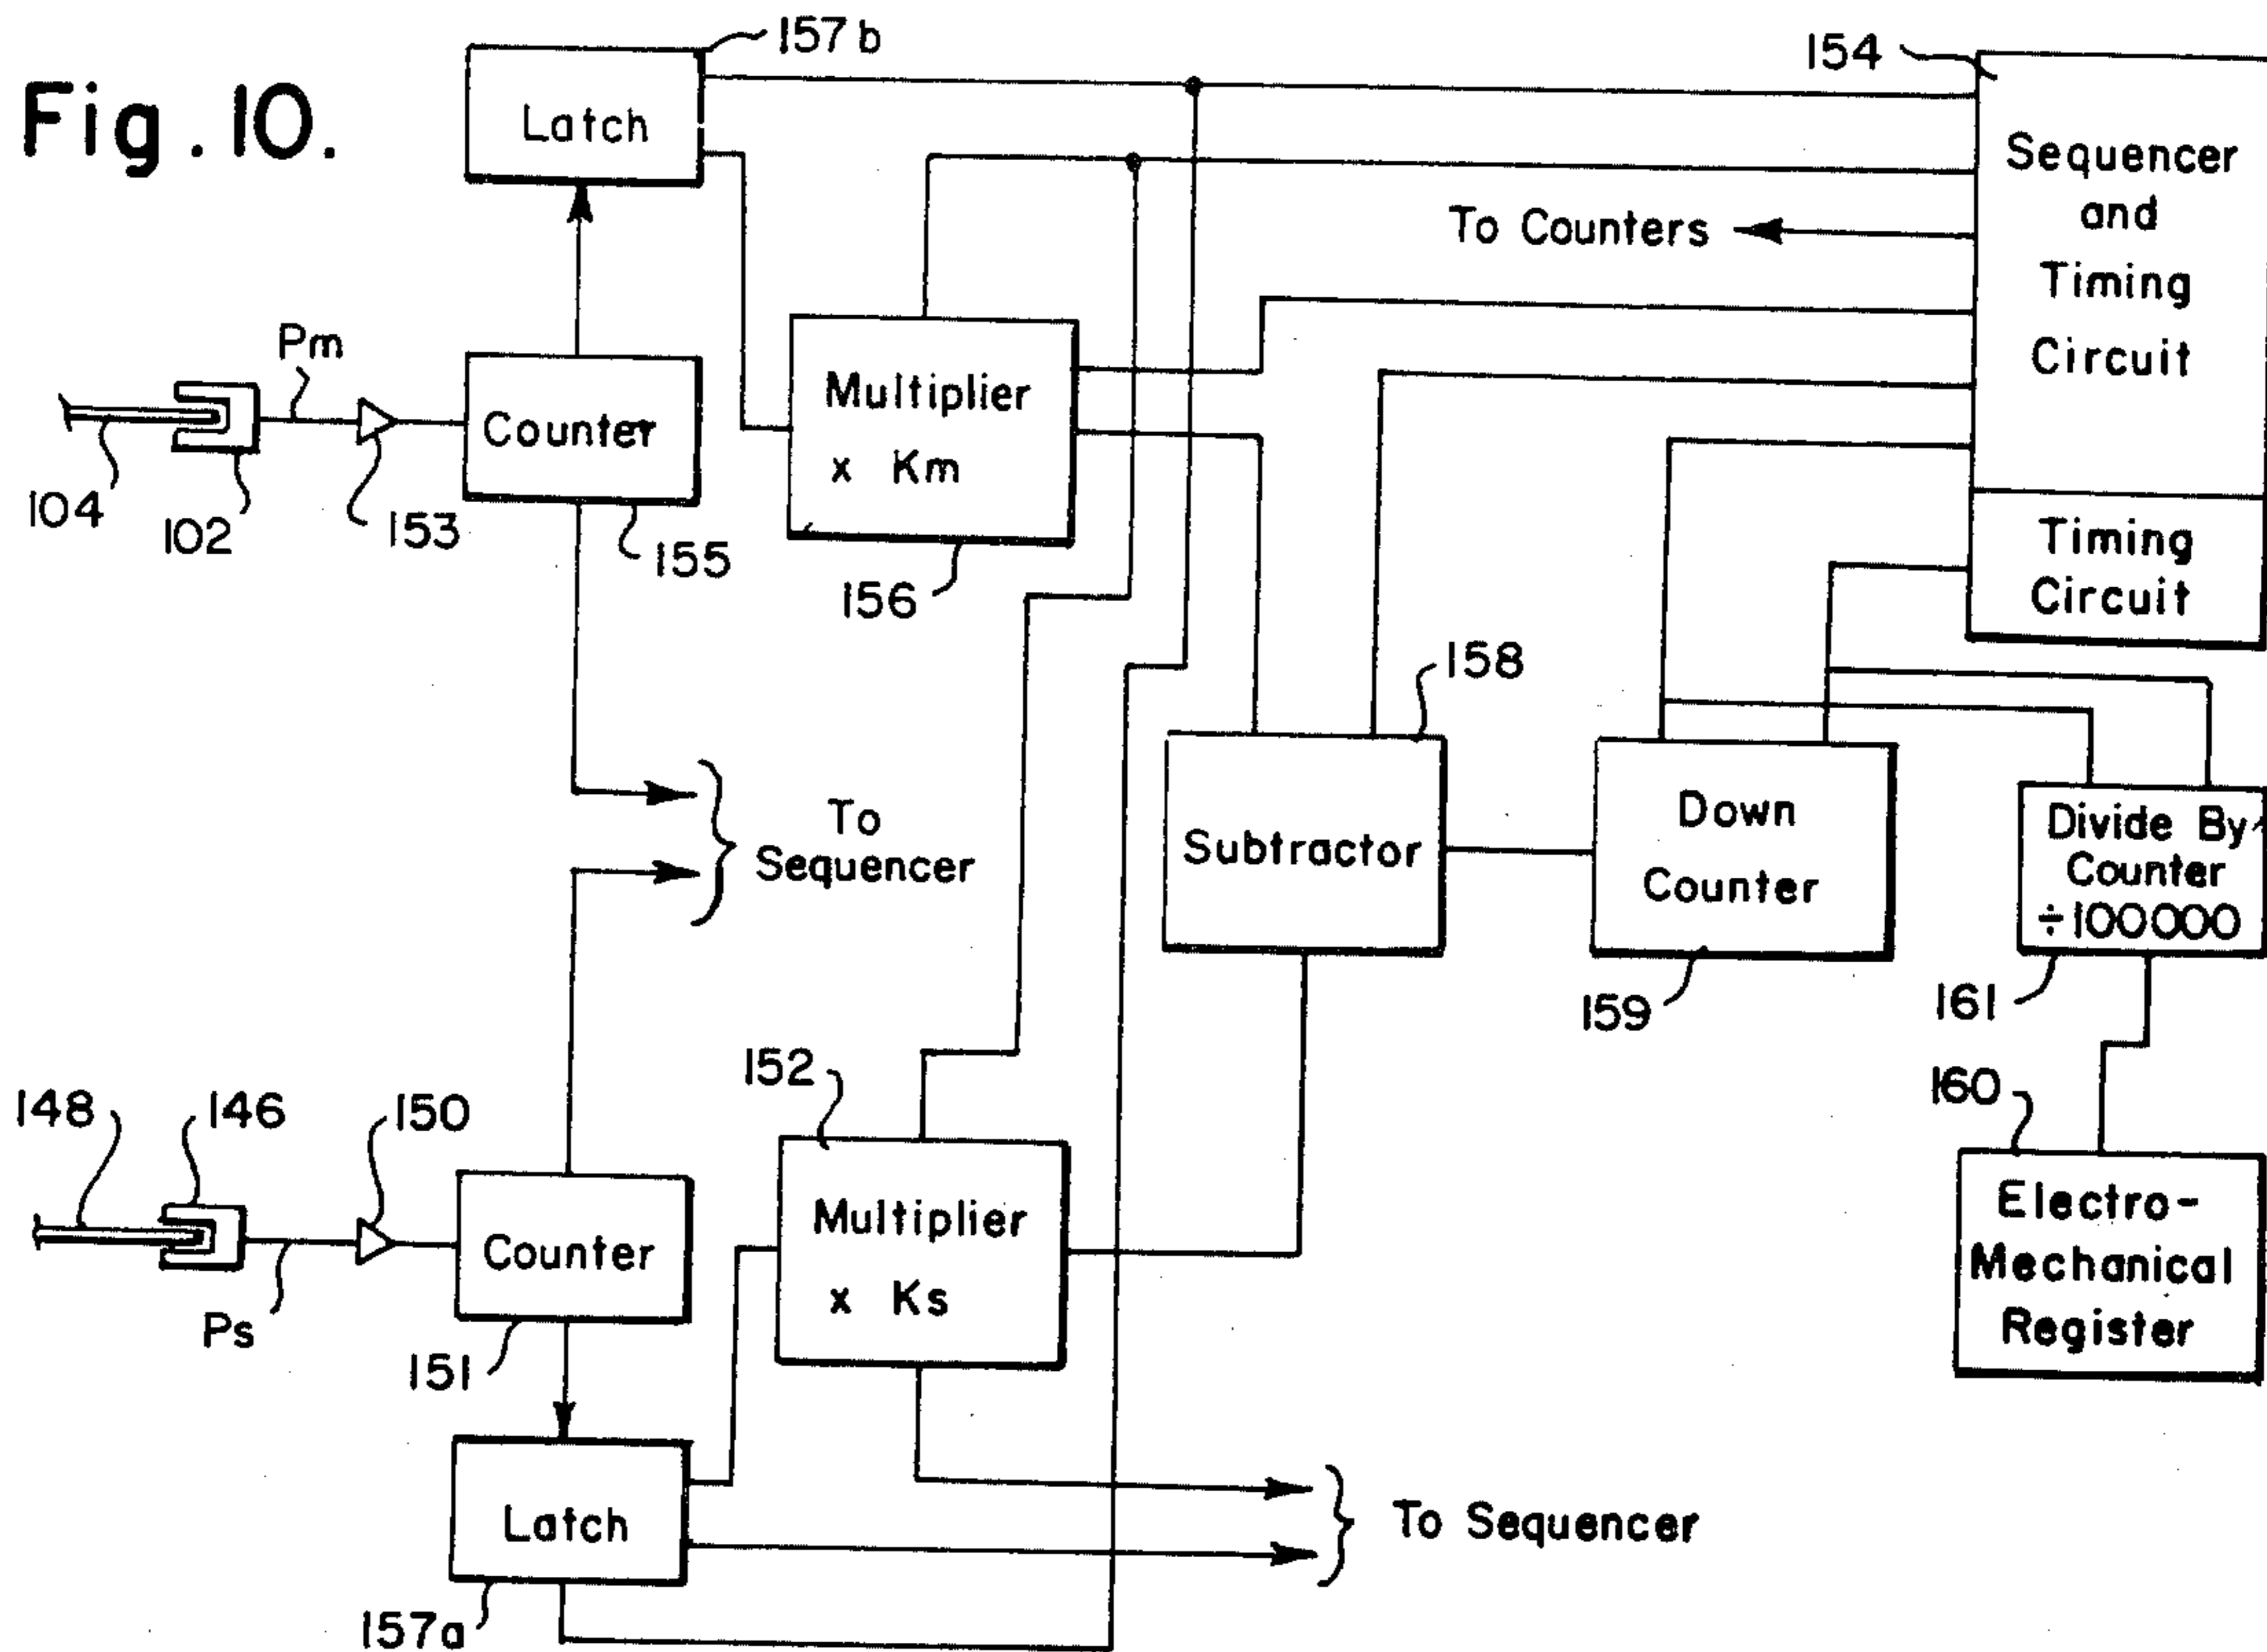 Fig. 10.
157b
Latch
154
Sequencer
and
Timing
Circuit
To Counters
Pm
Counter
Multiplier
x Km
104
102
153
155
156
Timing
Circuit
158
To
Sequencer
Subtractor
Down
Counter
Divide By
Counter
÷100000
159
161
152
160
148
146
150
Counter
Multiplier
x Ks
Ps
151
Electro-
Mechanical
Register
Latch
To Sequencer
157a